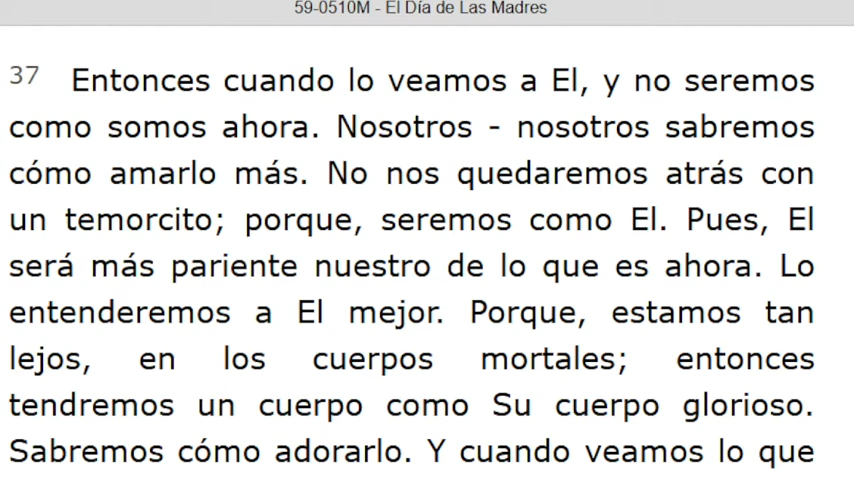 59-0510M - El Día de Las Madres
37 Entonces cuando lo veamos a El, y no seremos
como somos ahora. Nosotros - nosotros sabremos
cómo amarlo más. No nos quedaremos atrás con
un temorcito; porque, seremos como El. Pues, El
será más pariente nuestro de lo que es ahora. Lo
entenderemos a El mejor. Porque, estamos tan
lejos, en los cuerpos mortales; entonces
tendremos un cuerpo como Su cuerpo glorioso.
Sabremos cómo adorarlo. Y cuando veamos lo que